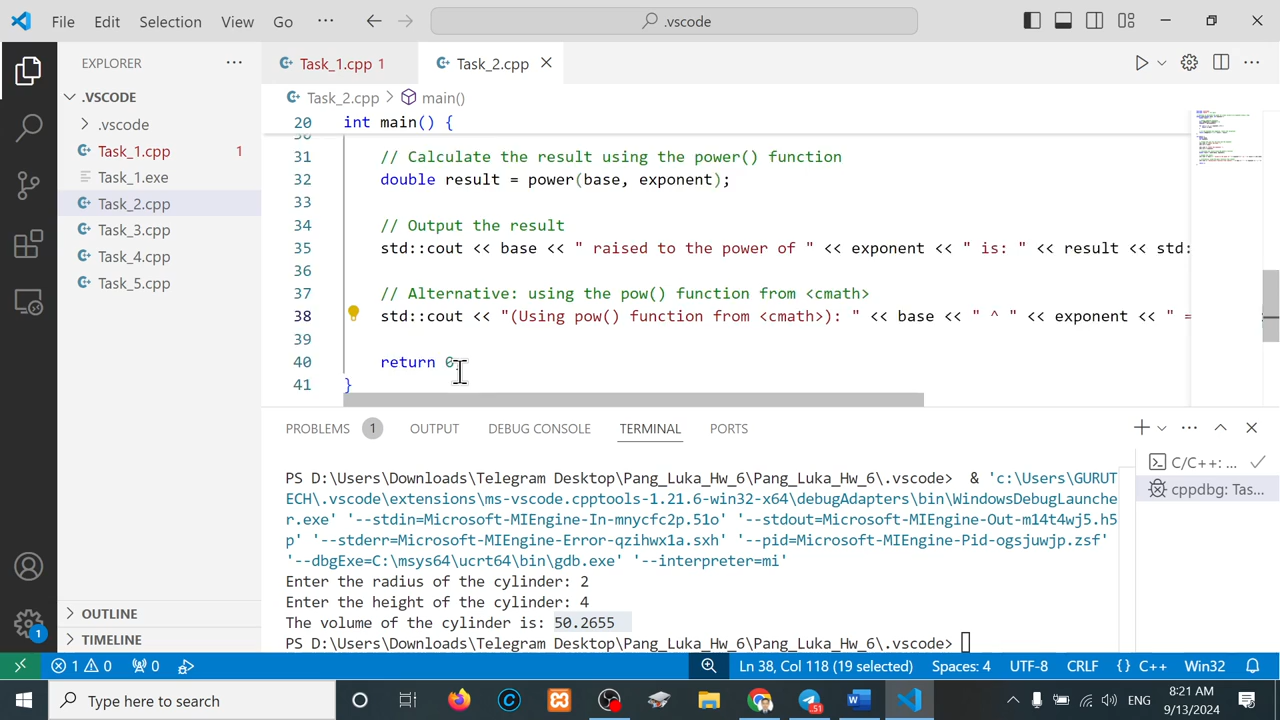 File Edit Selection View Go ··· .vscode
EXPLORER ···
.VSCODE
.vscode
Task_1.cpp 1
Task_1.exe
Task_2.cpp
Task_3.cpp
Task_4.cpp
Task_5.cpp
OUTLINE
TIMELINE
1
Task_1.cpp 1 Task_2.cpp
Task_2.cpp > main()
20 int main() {
31 // Calculate the result using the power() function
32 double result = power(base, exponent);
33
34 // Output the result
35 std::cout << base << " raised to the power of " << exponent << " is: " << result << std:
36
37 // Alternative: using the pow() function from <cmath>
38 std::cout << "(Using pow() function from <cmath>): " << base << " ^ " << exponent << " =
39
40 return 0
41 }
PROBLEMS 1 OUTPUT DEBUG CONSOLE TERMINAL PORTS
C/C++: ...
cppdbg: Tas...
PS D:\Users\Downloads\Telegram Desktop\Pang_Luka_Hw_6\Pang_Luka_Hw_6\.vscode> & 'c:\Users\GURUT
ECH\.vscode\extensions\ms-vscode.cpptools-1.21.6-win32-x64\debugAdapters\bin\WindowsDebugLaunche
r.exe' '--stdin=Microsoft-MIEngine-In-mnycfc2p.51o' '--stdout=Microsoft-MIEngine-Out-m14t4wj5.h5
p' '--stderr=Microsoft-MIEngine-Error-qzihwx1a.sxh' '--pid=Microsoft-MIEngine-Pid-ogsjuwjp.zsf'
'--dbgExe=C:\msys64\ucrt64\bin\gdb.exe' '--interpreter=mi'
Enter the radius of the cylinder: 2
Enter the height of the cylinder: 4
The volume of the cylinder is: 50.2655
PS D:\Users\Downloads\Telegram Desktop\Pang_Luka_Hw_6\Pang_Luka_Hw_6\.vscode>
1 0 0 Ln 38, Col 118 (19 selected) Spaces: 4 UTF-8 CRLF {} C++ Win32
Type here to search
.51
ENG
8:21 AM
9/13/2024